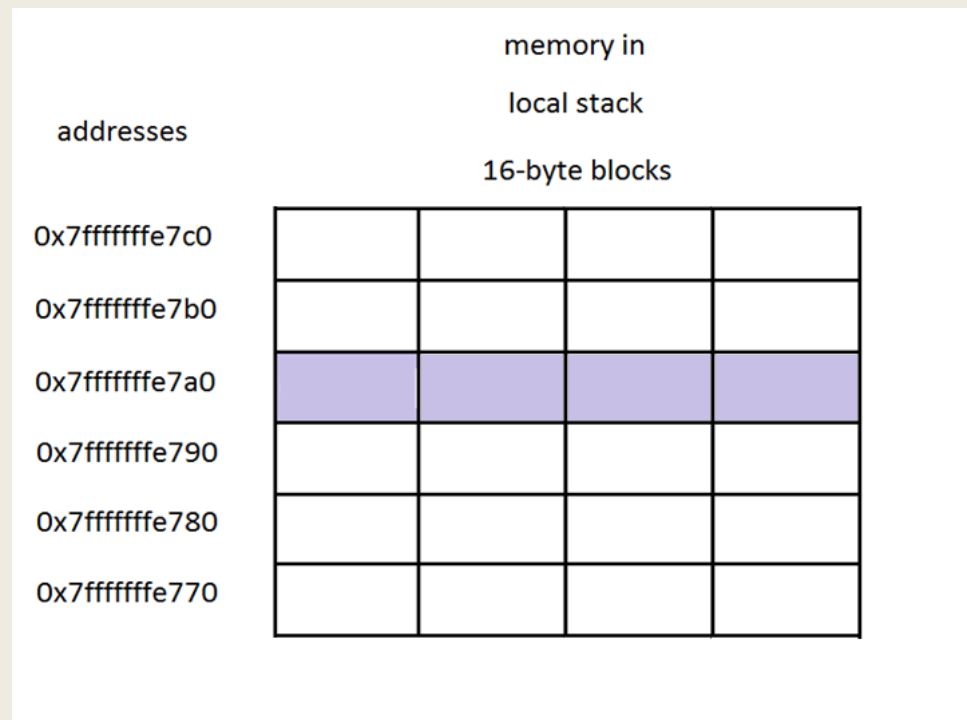 memory in
local stack
addresses
16-byte blocks
0x7fffffffe7c0
0x7fffffffe7b0
0x7fffffffe7a0
0x7fffffffe790
0x7fffffffe780
0x7fffffffe770